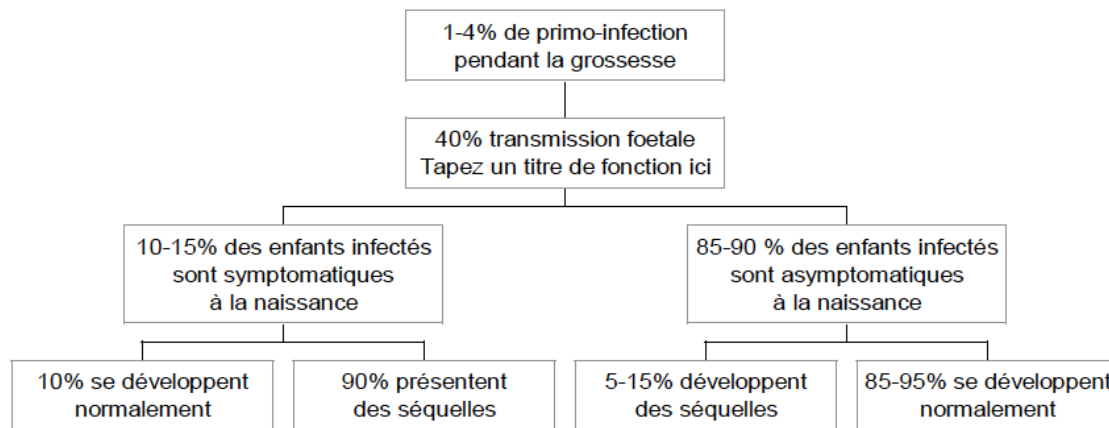 1-4% de primo-infection
pendant la grossesse
40% transmission foetale
Tapez un titre de fonction ici
10-15% des enfants infectés
sont symptomatiques
à la naissance
85-90 % des enfants infectés
sont asymptomatiques
à la naissance
10% se développent
normalement
90% présentent
des séquelles
5-15% développent
des séquelles
85-95% se développent
normalement